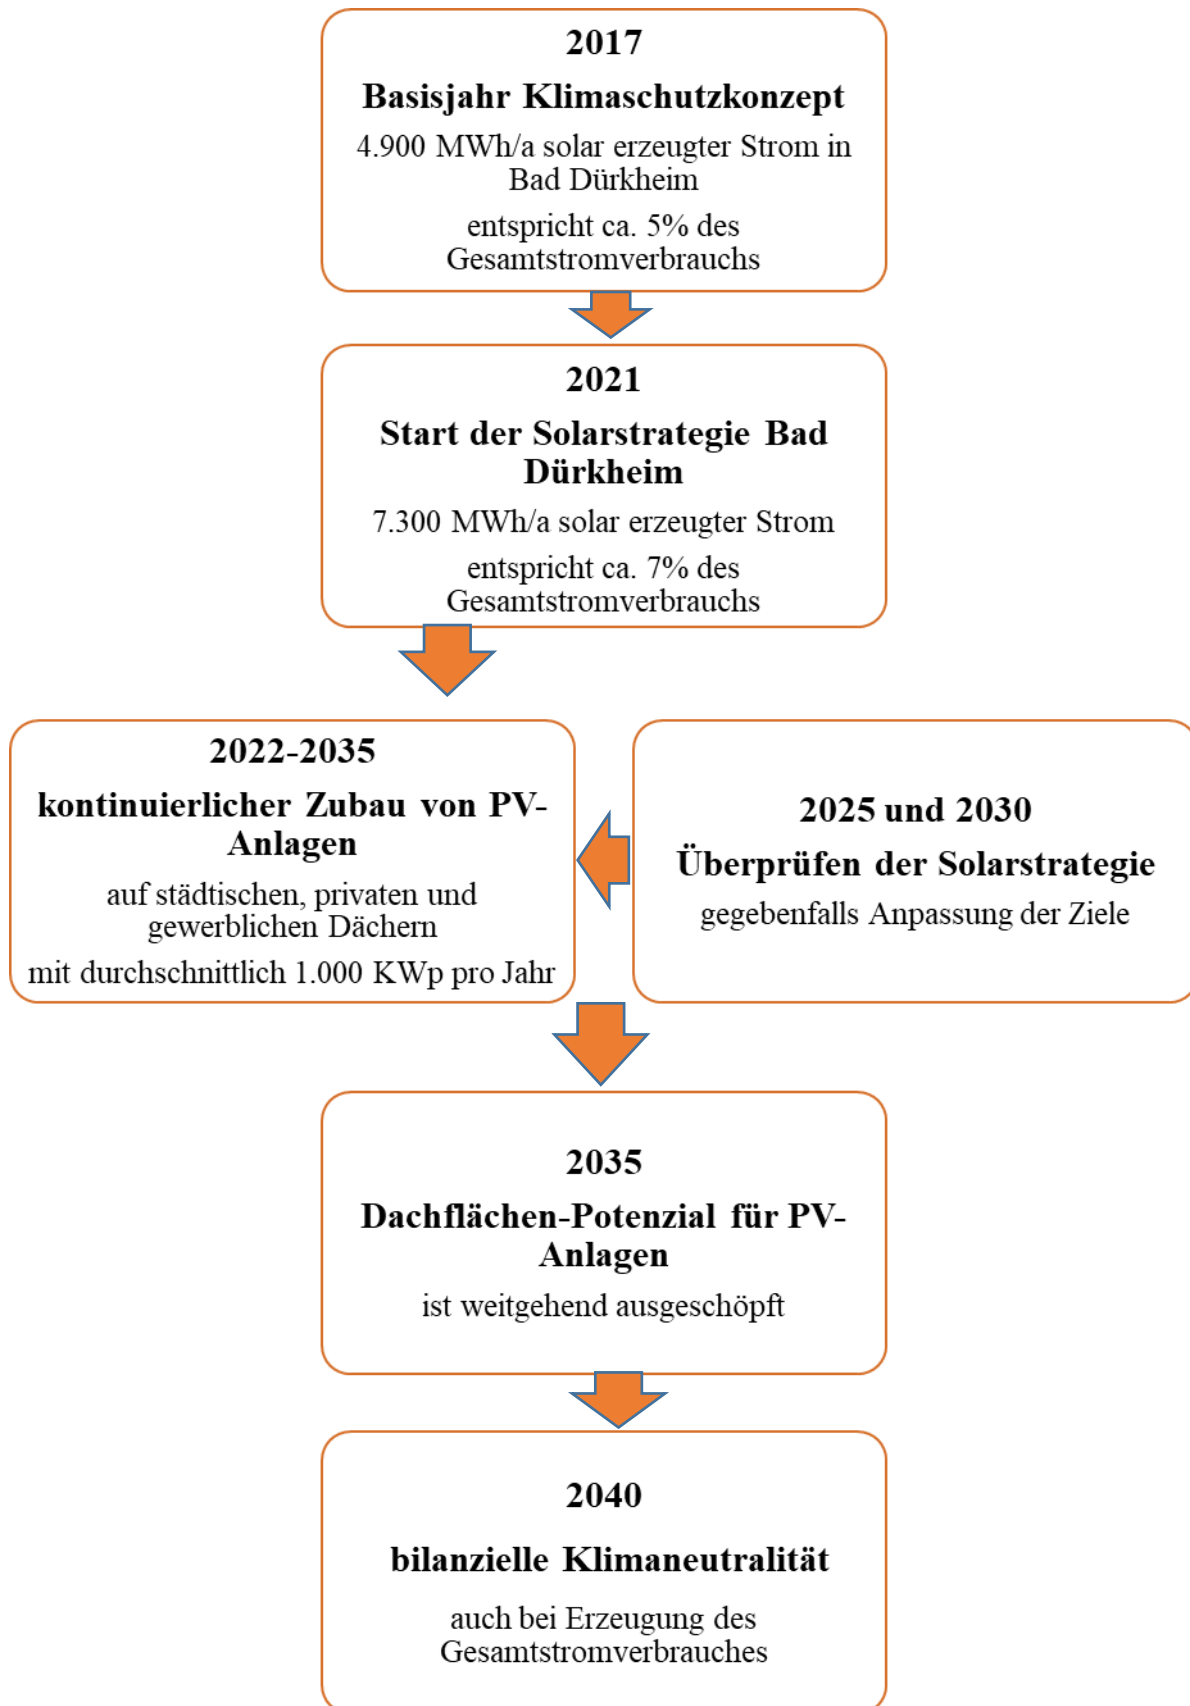 2017
Basisjahr Klimaschutzkonzept
4.900 MWh/a solar erzeugter Strom in
Bad Dürkheim
entspricht ca. 5% des
Gesamtstromverbrauchs
2021
Start der Solarstrategie Bad
Dürkheim
7.300 MWh/a solar erzeugter Strom
entspricht ca. 7% des
Gesamtstromverbrauchs
2022-2035
kontinuierlicher Zubau von PV-
Anlagen
auf städtischen, privaten und
gewerblichen Dächern
mit durchschnittlich 1.000 KWp pro Jahr
2025 und 2030
Überprüfen der Solarstrategie
gegebenfalls Anpassung der Ziele
2035
Dachflächen-Potenzial für PV-
Anlagen
ist weitgehend ausgeschöpft
2040
bilanzielle Klimaneutralität
auch bei Erzeugung des
Gesamtstromverbrauches